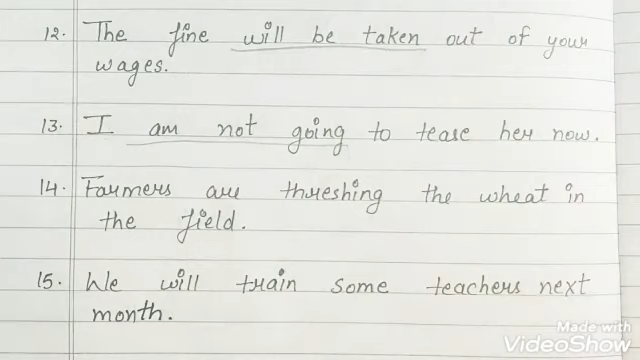 12. The fine will be taken out of your
wages.
13. I am not going to tease her now.
14. Farmers are threshing the wheat in
the field.
15. We will train some teachers next
month.
Made with
VideoShow